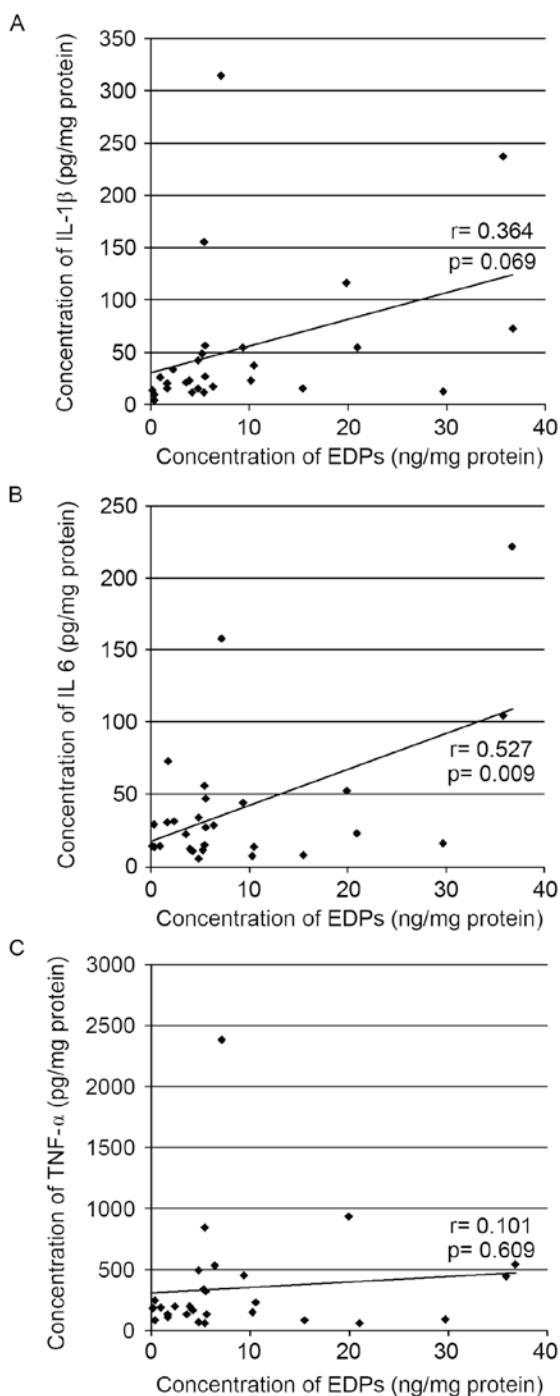 A
Concentration of IL-1β (pg/mg protein)
350
300
250
200
150
100
50
0
r= 0.364
p= 0.069
0 10 20 30 40
Concentration of EDPs (ng/mg protein)
B
Concentration of IL 6 (pg/mg protein)
250
200
150
100
50
0
r= 0.527
p= 0.009
0 10 20 30 40
Concentration of EDPs (ng/mg protein)
C
Concentration of TNF-α (pg/mg protein)
3000
2500
2000
1500
1000
500
0
r= 0.101
p= 0.609
0 10 20 30 40
Concentration of EDPs (ng/mg protein)